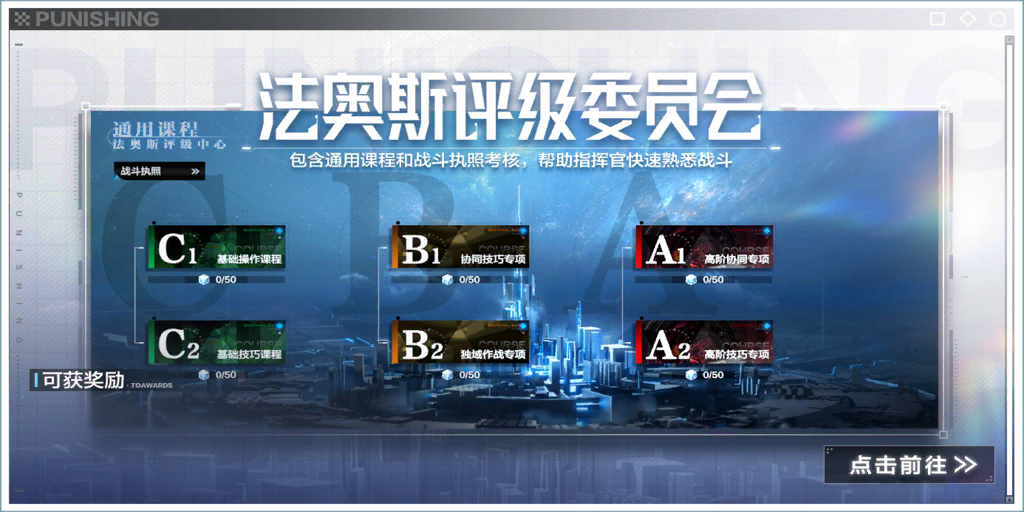 PUNISHING
法奥斯评级委员会
包含通用课程和战斗执照考核，帮助指挥官快速熟悉战斗
通用课程
法奥斯评级中心
战斗执照 »
C B A
C1 基础操作课程
0/50
B1 协同技巧专项
0/50
A1 高阶协同专项
0/50
C2 基础技巧课程
0/50
B2 独域作战专项
0/50
A2 高阶技巧专项
0/50
可获奖励
TOAWARDS
点击前往 »
PUNISHING